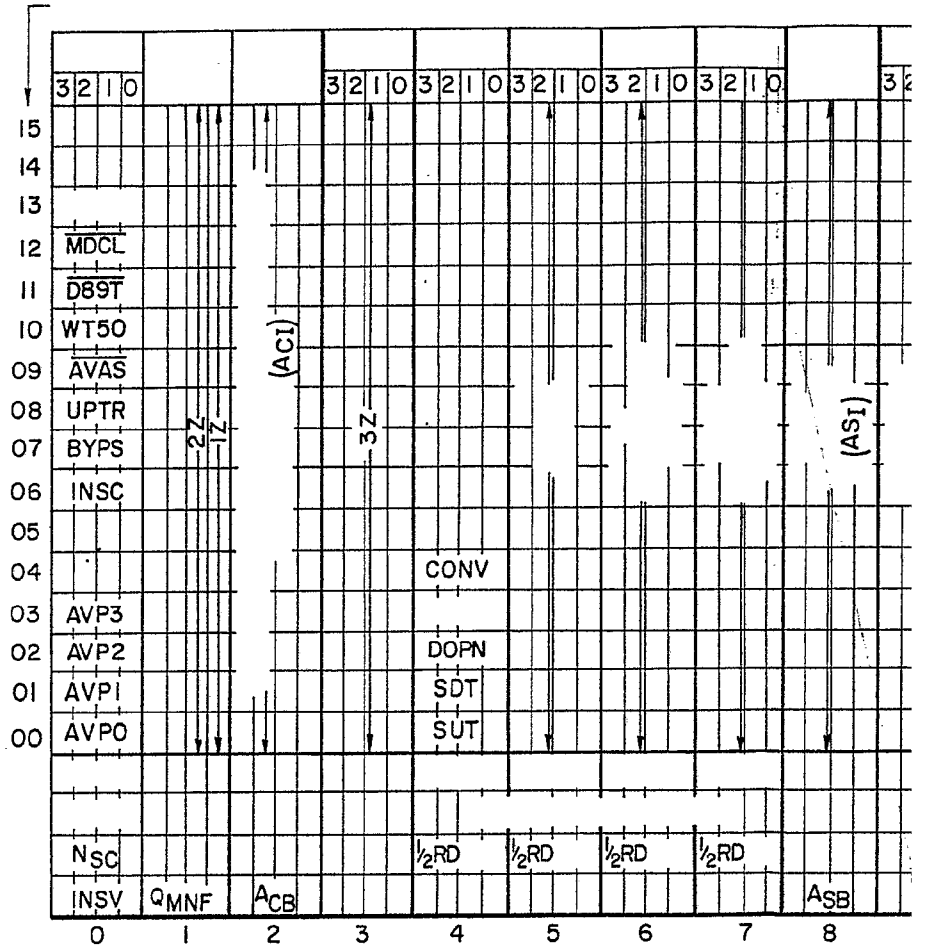 3 2 1 0 3 2 1 0 3 2 1 0 3 2 1 0 3 2 1 0 3 2 1 0 3 2
15
14
13
12 M̅D̅C̅L̅
11 D̅8̅9̅T̅
10 WT50 (ACI)
09 A̅V̅A̅S̅
08 UPTR 2Z 1Z 3Z (ASI)
07 BYPS
06 INSC
05
04 CONV
03 AVP3
02 AVP2 DOPN
01 AVP1 SDT
00 AVP0 SUT
NSC ½RD ½RD ½RD ½RD
INSV QMNF ACB ASB
0 1 2 3 4 5 6 7 8